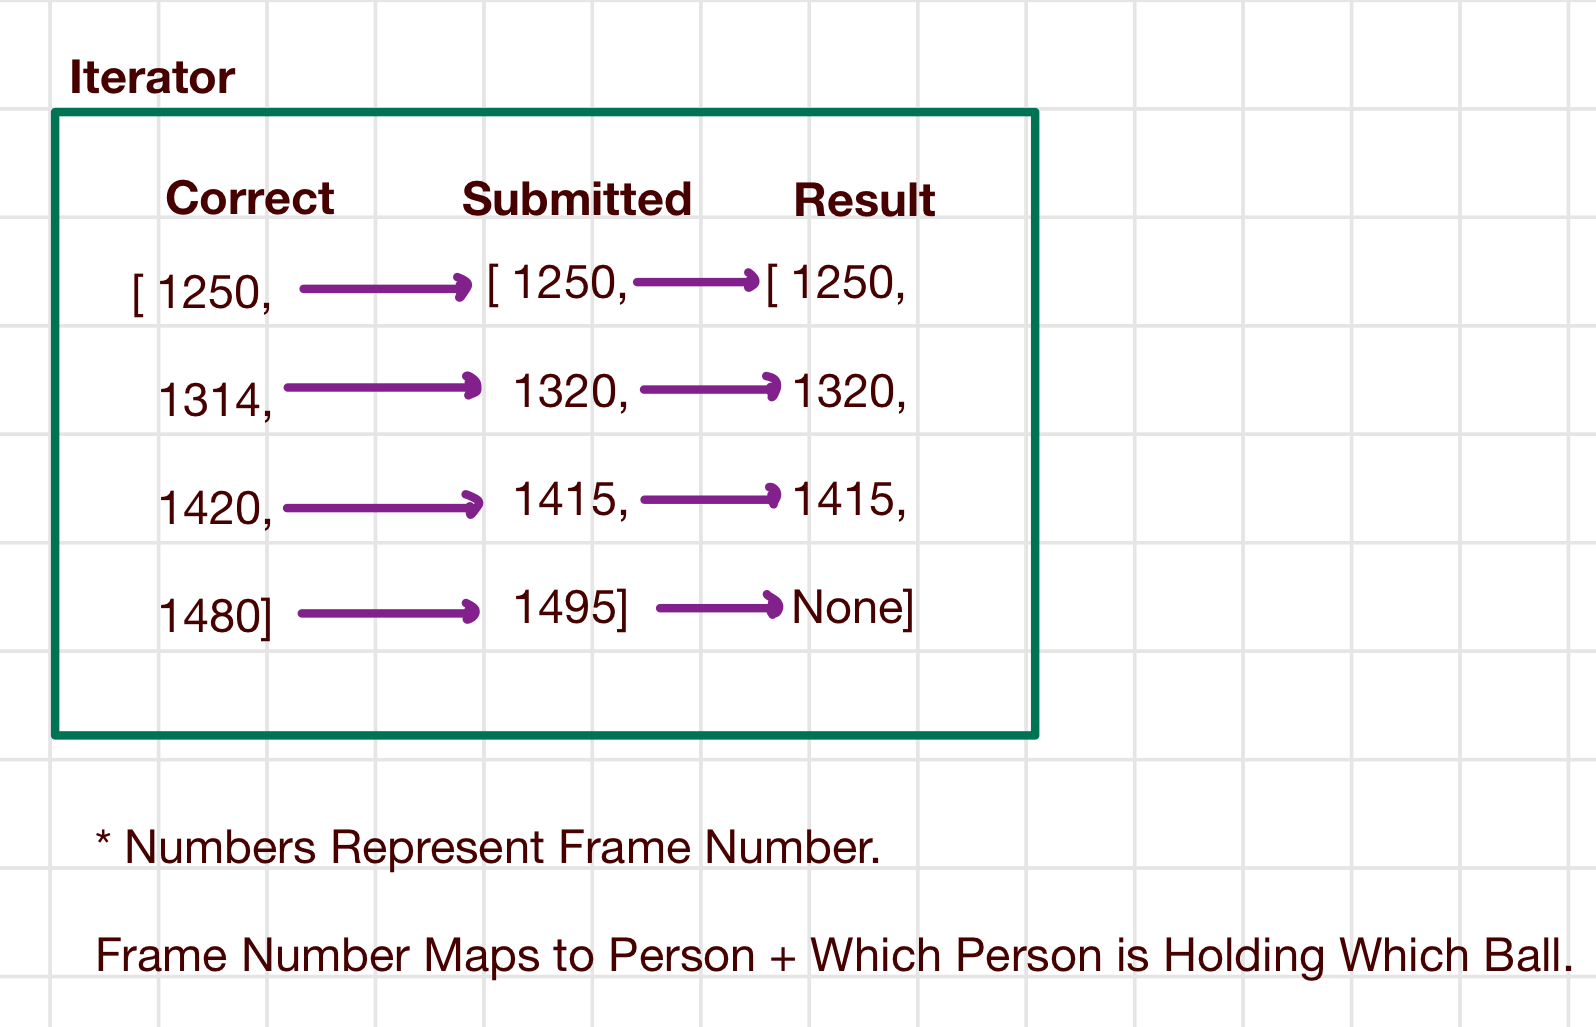 Iterator
Correct Submitted Result
[ 1250, [ 1250, [ 1250,
1314, 1320, 1320,
1420, 1415, 1415,
1480] 1495] None]
* Numbers Represent Frame Number.
Frame Number Maps to Person + Which Person is Holding Which Ball.